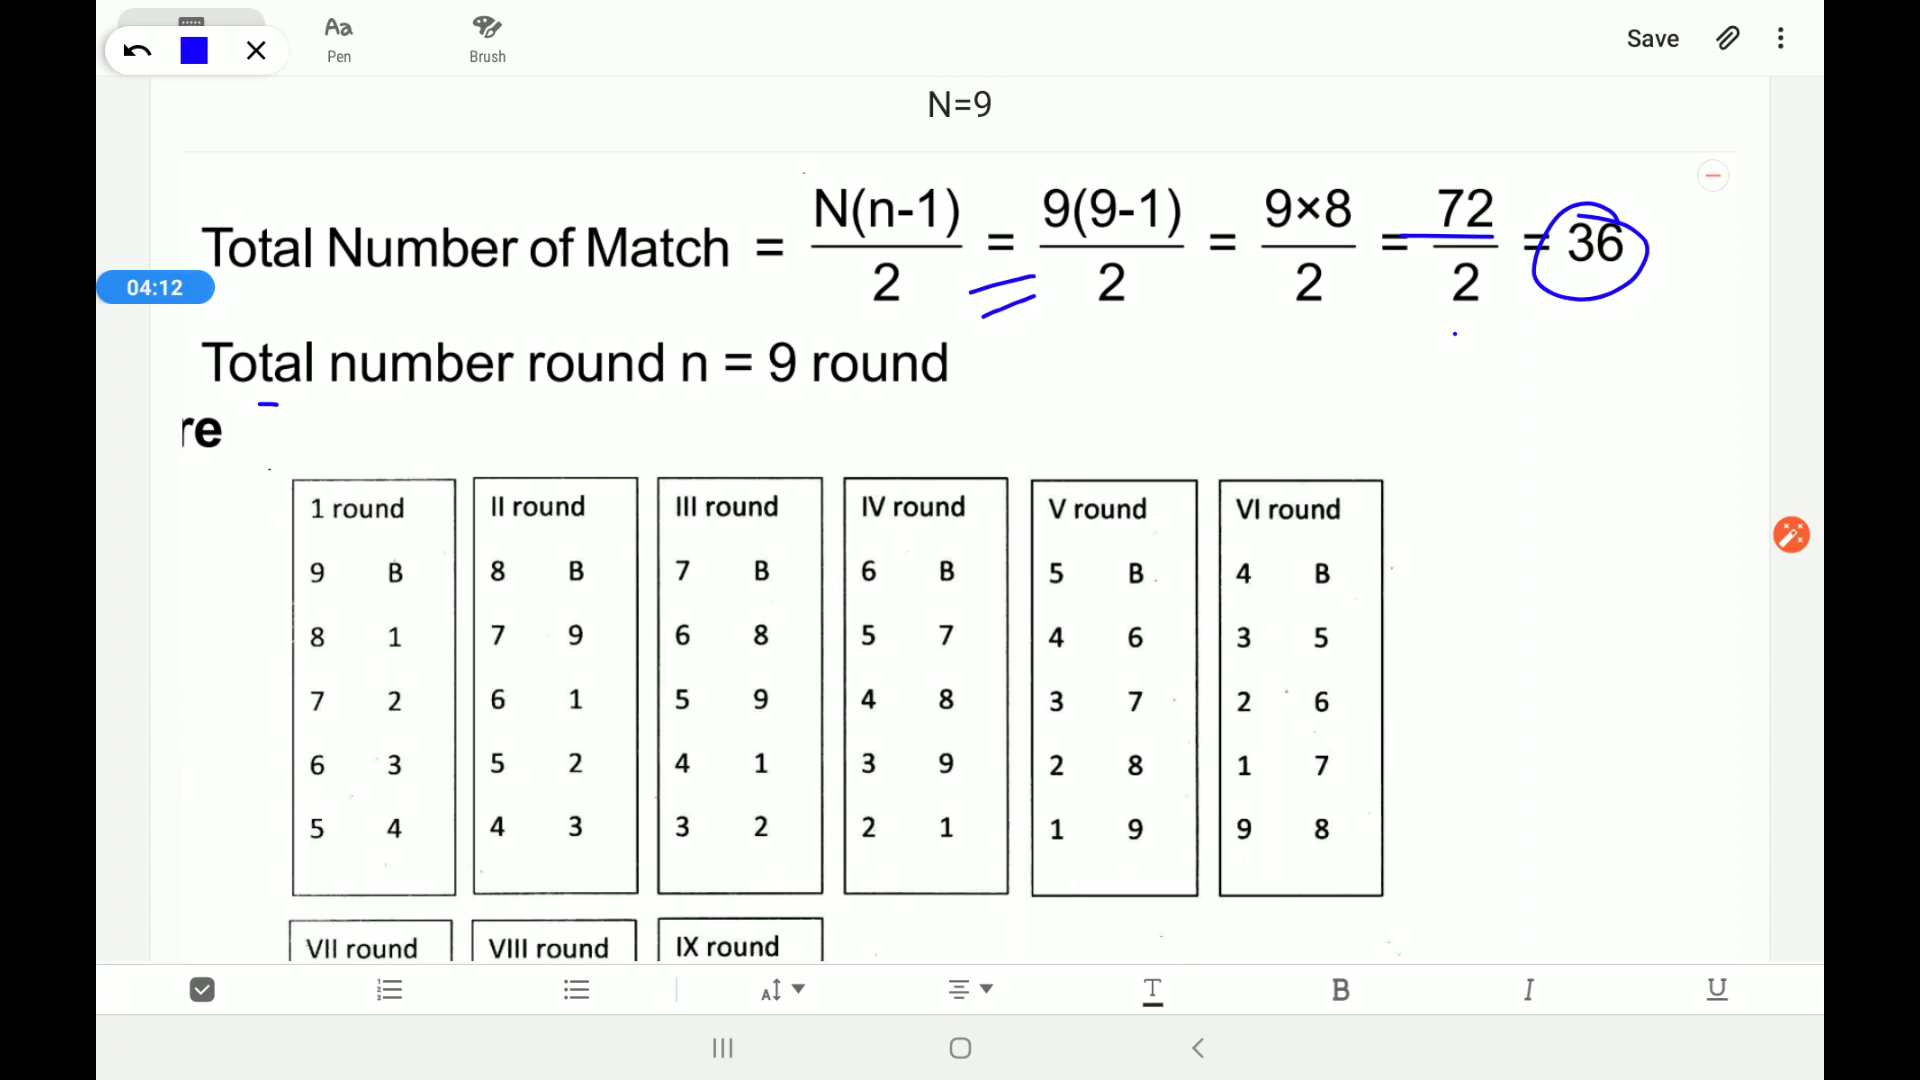 Aa
Pen
Brush
Save
N=9
Total Number of Match = N(n-1)/2 = 9(9-1)/2 = 9×8/2 = 72/2 = 36
04:12
Total number round n = 9 round
re
1 round
9 B
8 1
7 2
6 3
5 4
II round
8 B
7 9
6 1
5 2
4 3
III round
7 B
6 8
5 9
4 1
3 2
IV round
6 B
5 7
4 8
3 9
2 1
V round
5 B
4 6
3 7
2 8
1 9
VI round
4 B
3 5
2 6
1 7
9 8
VII round
VIII round
IX round
A
T
B
I
U